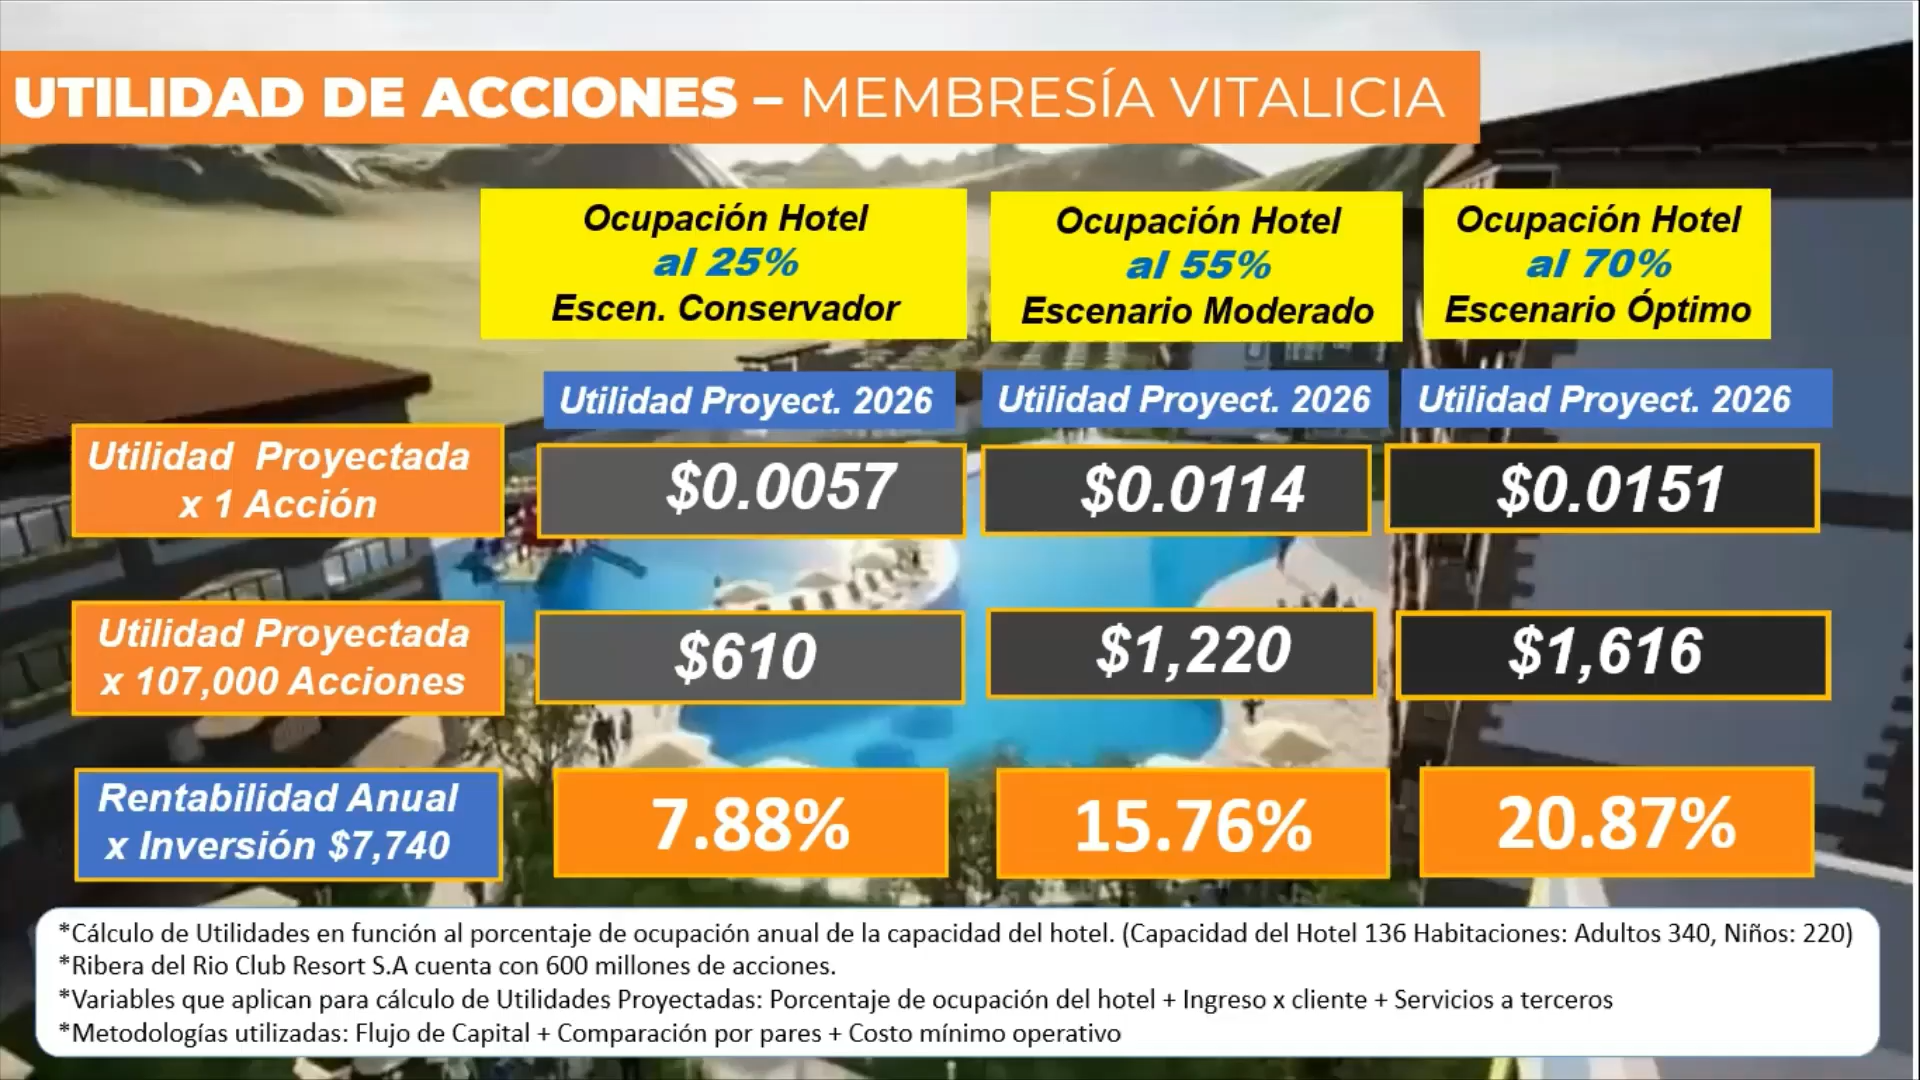 UTILIDAD DE ACCIONES – MEMBRESÍA VITALICIA
Ocupación Hotel
al 25%
Escen. Conservador
Ocupación Hotel
al 55%
Escenario Moderado
Ocupación Hotel
al 70%
Escenario Óptimo
Utilidad Proyect. 2026
Utilidad Proyect. 2026
Utilidad Proyect. 2026
Utilidad Proyectada
x 1 Acción
$0.0057
$0.0114
$0.0151
Utilidad Proyectada
x 107,000 Acciones
$610
$1,220
$1,616
Rentabilidad Anual
x Inversión $7,740
7.88%
15.76%
20.87%
*Cálculo de Utilidades en función al porcentaje de ocupación anual de la capacidad del hotel. (Capacidad del Hotel 136 Habitaciones: Adultos 340, Niños: 220)
*Ribera del Rio Club Resort S.A cuenta con 600 millones de acciones.
*Variables que aplican para cálculo de Utilidades Proyectadas: Porcentaje de ocupación del hotel + Ingreso x cliente + Servicios a terceros
*Metodologías utilizadas: Flujo de Capital + Comparación por pares + Costo mínimo operativo